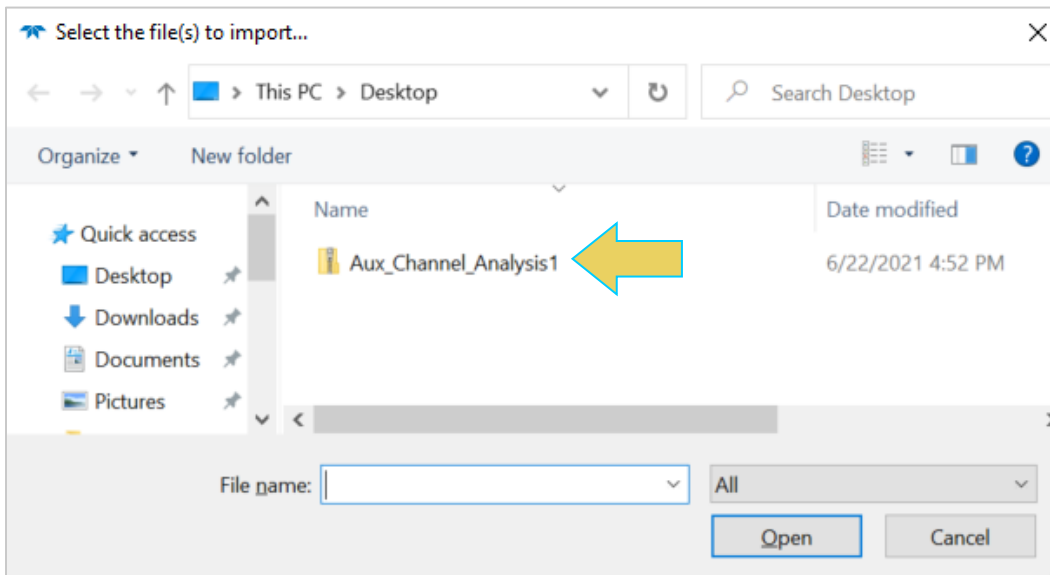 Select the file(s) to import...
This PC > Desktop
Search Desktop
Organize
New folder
Name
Date modified
Quick access
Desktop
Downloads
Documents
Pictures
Aux_Channel_Analysis1
6/22/2021 4:52 PM
File name:
All
Open
Cancel